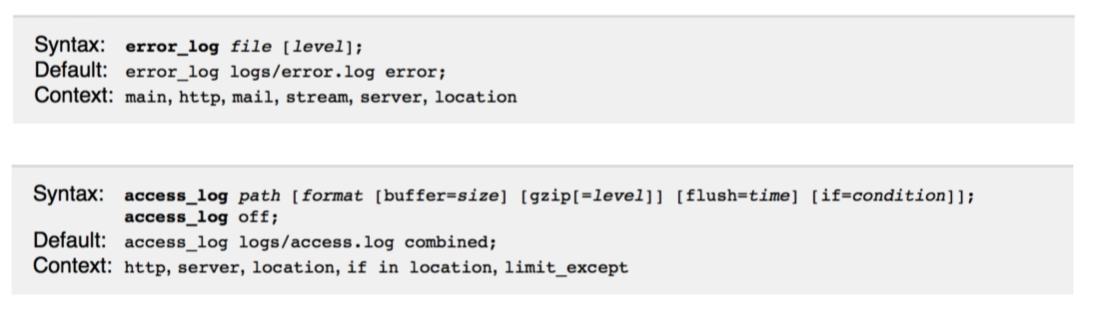 Syntax: error_log file [level];
Default: error_log logs/error.log error;
Context: main, http, mail, stream, server, location
Syntax: access_log path [format [buffer=size] [gzip[=level]] [flush=time] [if=condition]];
access_log off;
Default: access_log logs/access.log combined;
Context: http, server, location, if in location, limit_except